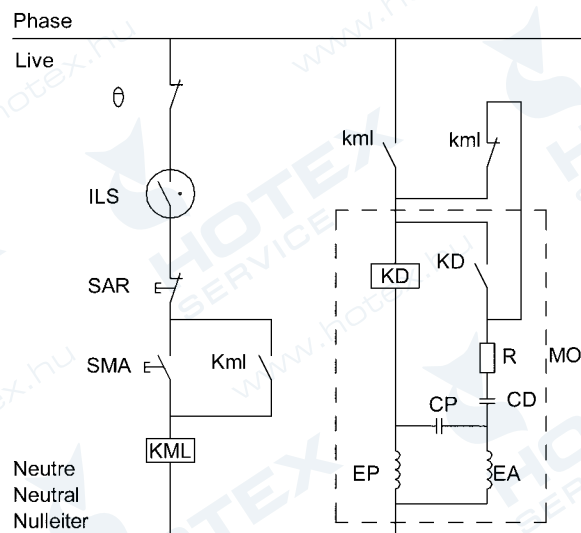 Phase
Live
θ
kml
kml
ILS
KD
KD
SAR
SMA
Kml
R
MO
CP
CD
KML
EP
EA
Neutre
Neutral
Nulleiter
HOTEX
SERVICE
www.hotex.hu